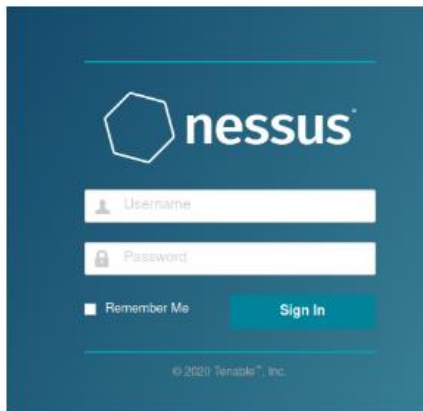 nessus
Username
Password
Remember Me
Sign In
© 2020 Tenable™, Inc.